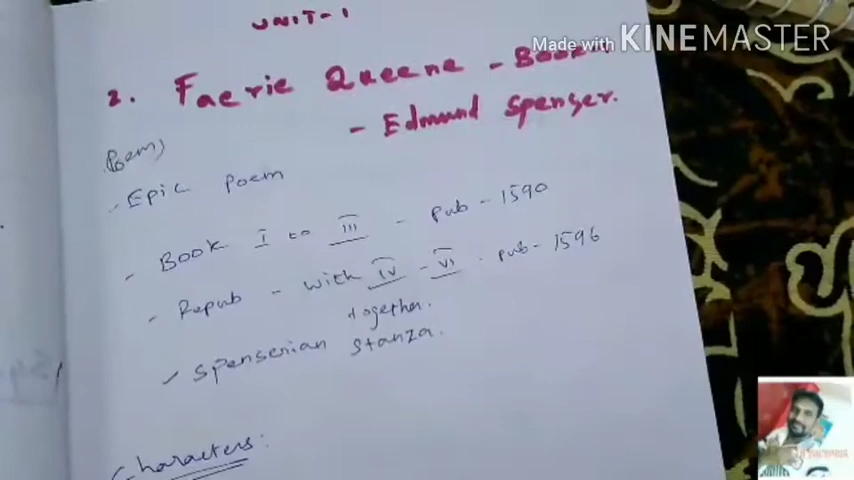 UNIT-1
Made with KINEMASTER
2. Faerie Queene - Book-1
- Edmund Spenser.
Poem)
- Epic Poem
- Book I to III - pub - 1590
- Repub - with IV - VI . pub- 1596
together.
Spenserian stanza.
Characters: